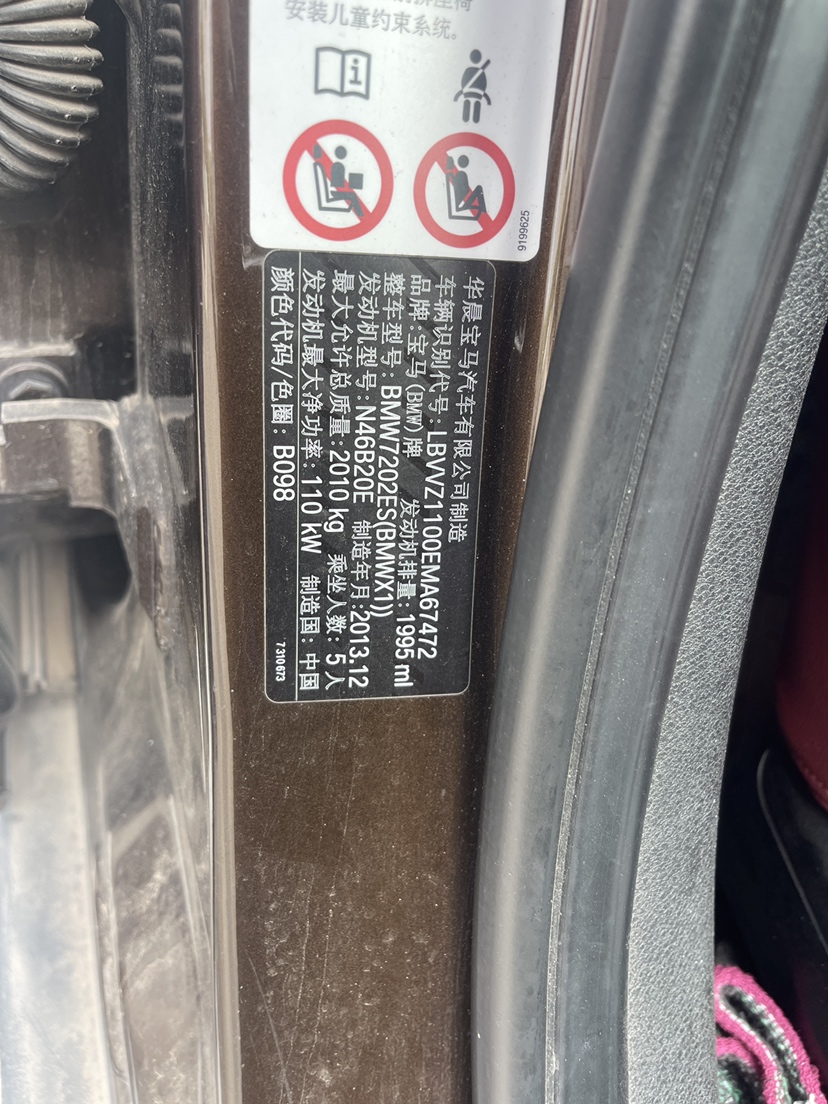 安装儿童约束系统。
9199625
华晨宝马汽车有限公司制造
车辆识别代号:LBVVZ1100EMA67472
品牌:宝马(BMW)牌 发动机排量:1995 ml
整车型号:BMW7202ES(BMWX1))
发动机型号:N46B20E 制造年月:2013.12
最大允许总质量:2010 kg 乘坐人数:5人
发动机最大净功率:110 kW 制造国:中国
颜色代码/色圈: B098
7310673